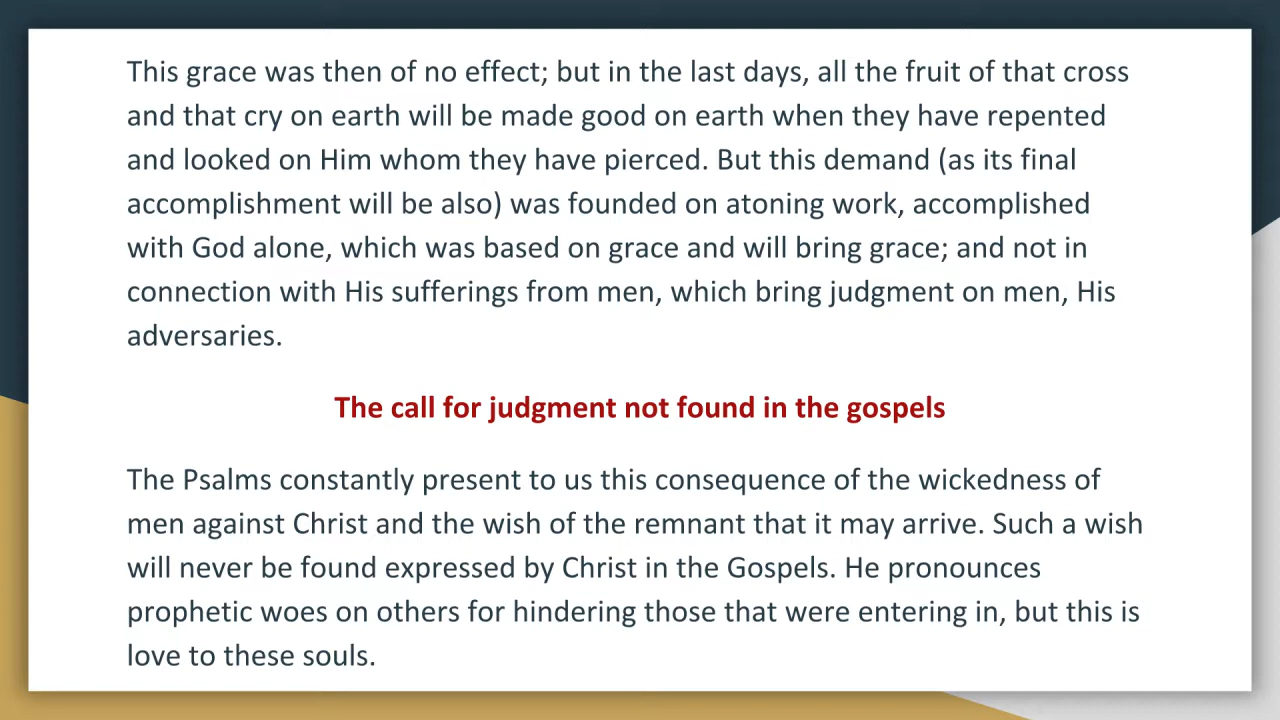 This grace was then of no effect; but in the last days, all the fruit of that cross
and that cry on earth will be made good on earth when they have repented
and looked on Him whom they have pierced. But this demand (as its final
accomplishment will be also) was founded on atoning work, accomplished
with God alone, which was based on grace and will bring grace; and not in
connection with His sufferings from men, which bring judgment on men, His
adversaries.
The call for judgment not found in the gospels
The Psalms constantly present to us this consequence of the wickedness of
men against Christ and the wish of the remnant that it may arrive. Such a wish
will never be found expressed by Christ in the Gospels. He pronounces
prophetic woes on others for hindering those that were entering in, but this is
love to these souls.